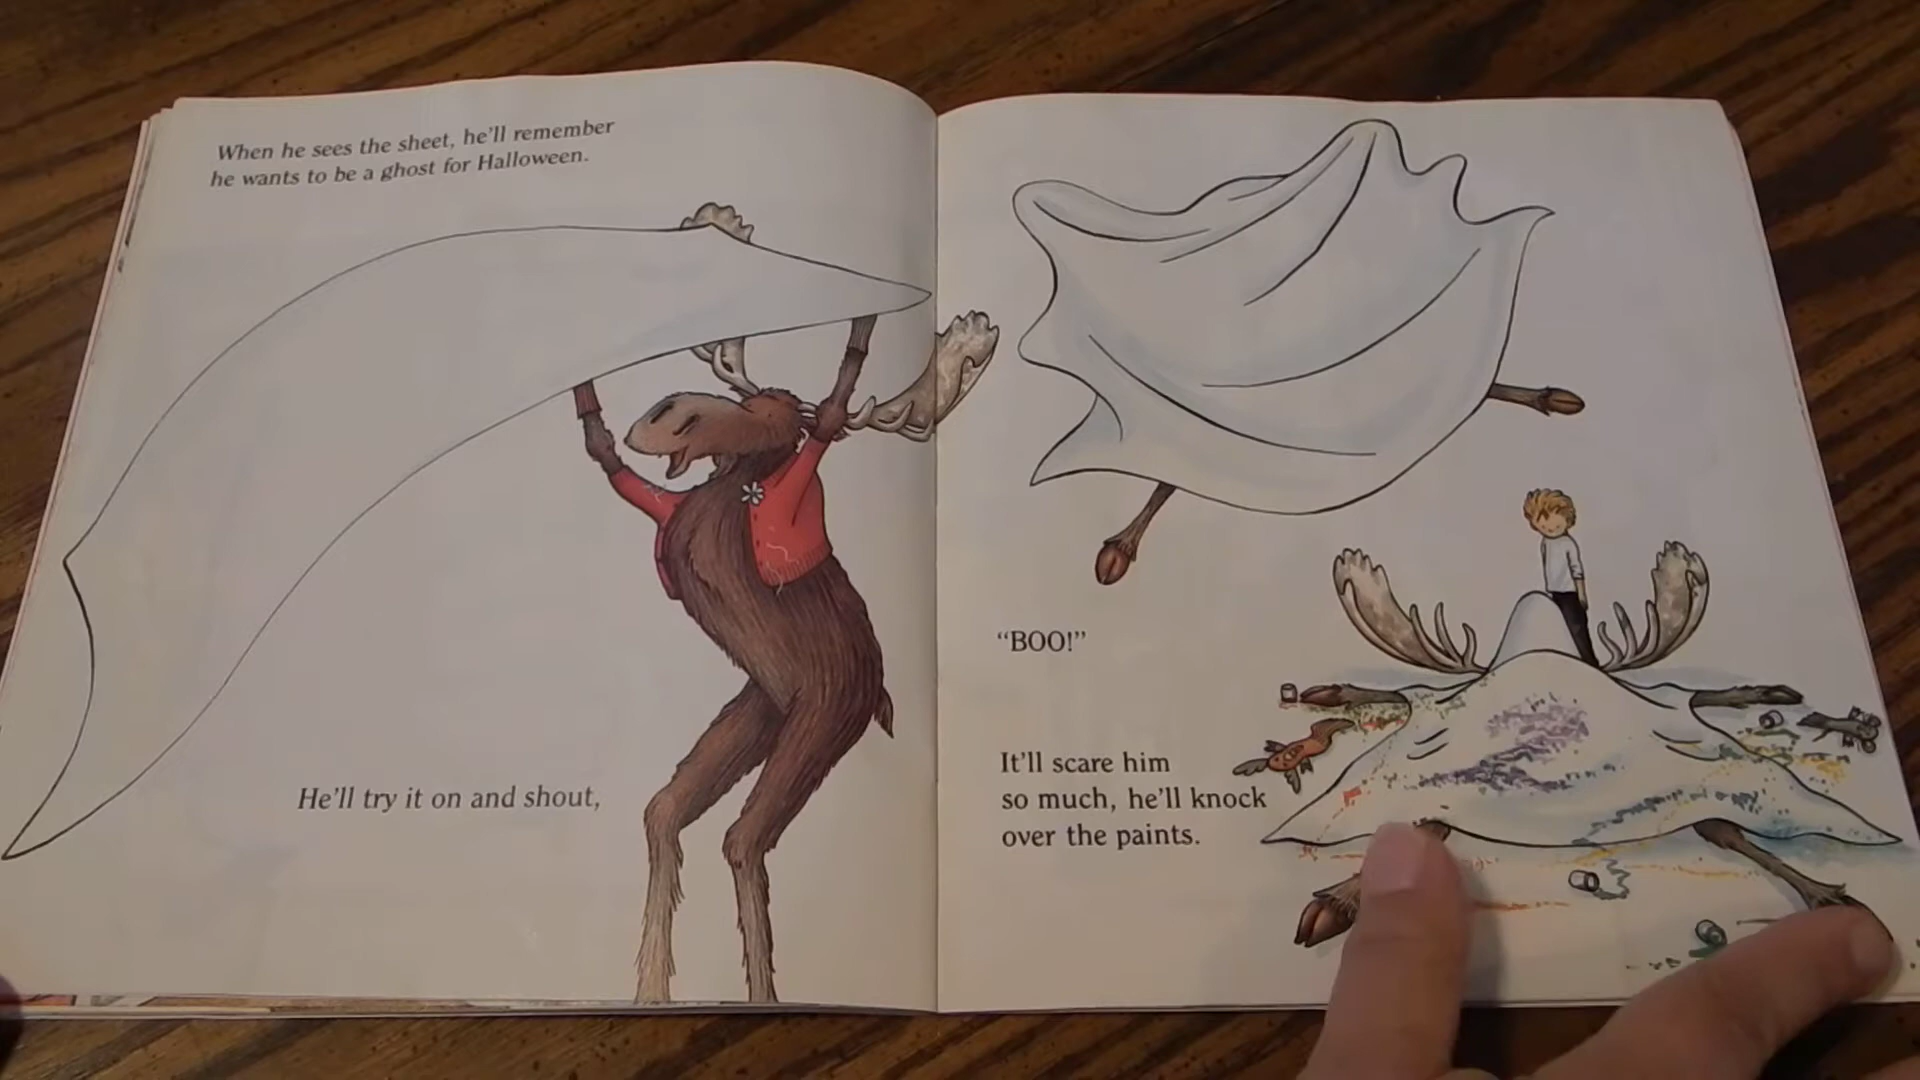 When he sees the sheet, he'll remember
he wants to be a ghost for Halloween.
He'll try it on and shout,
“BOO!”
It'll scare him
so much, he'll knock
over the paints.